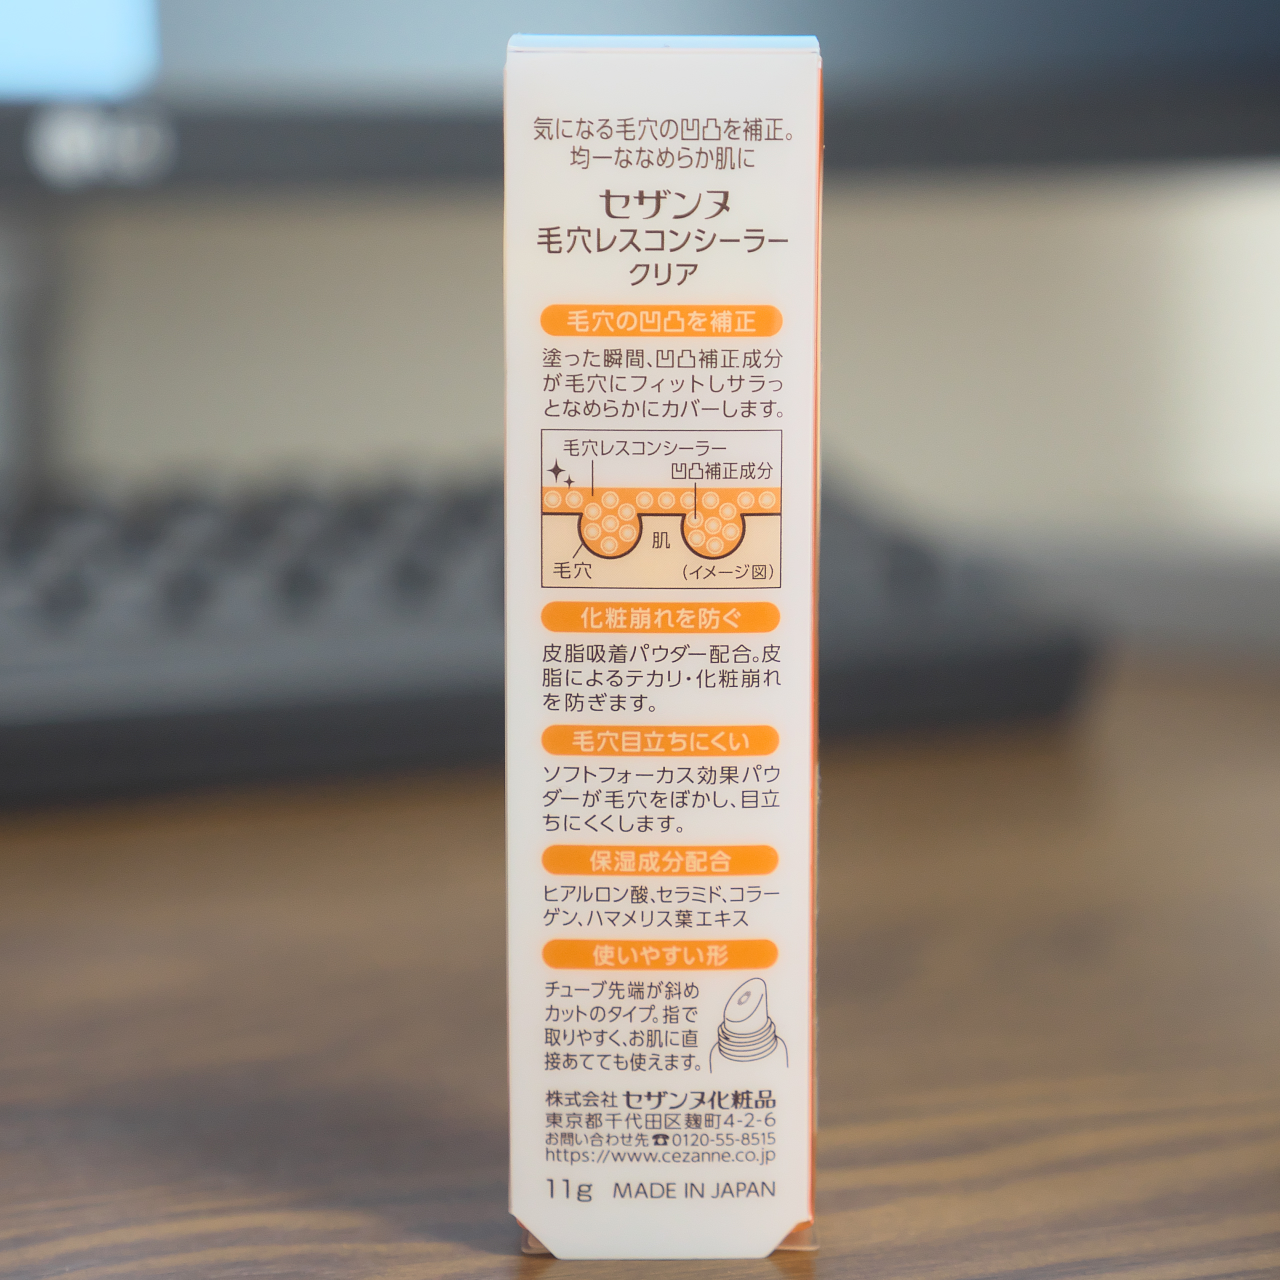 気になる毛穴の凹凸を補正。
均一ななめらか肌に
セザンヌ
毛穴レスコンシーラー
クリア
毛穴の凹凸を補正
塗った瞬間、凹凸補正成分
が毛穴にフィットしサラっ
となめらかにカバーします。
毛穴レスコンシーラー
凹凸補正成分
肌
毛穴
(イメージ図)
化粧崩れを防ぐ
皮脂吸着パウダー配合。皮
脂によるテカリ・化粧崩れ
を防ぎます。
毛穴目立ちにくい
ソフトフォーカス効果パウ
ダーが毛穴をぼかし、目立
ちにくくします。
保湿成分配合
ヒアルロン酸、セラミド、コラー
ゲン、ハマメリス葉エキス
使いやすい形
チューブ先端が斜め
カットのタイプ。指で
取りやすく、お肌に直
接あてても使えます。
株式会社 セザンヌ化粧品
東京都千代田区麹町4-2-6
お問い合わせ先☎0120-55-8515
https://www.cezanne.co.jp
11g MADE IN JAPAN